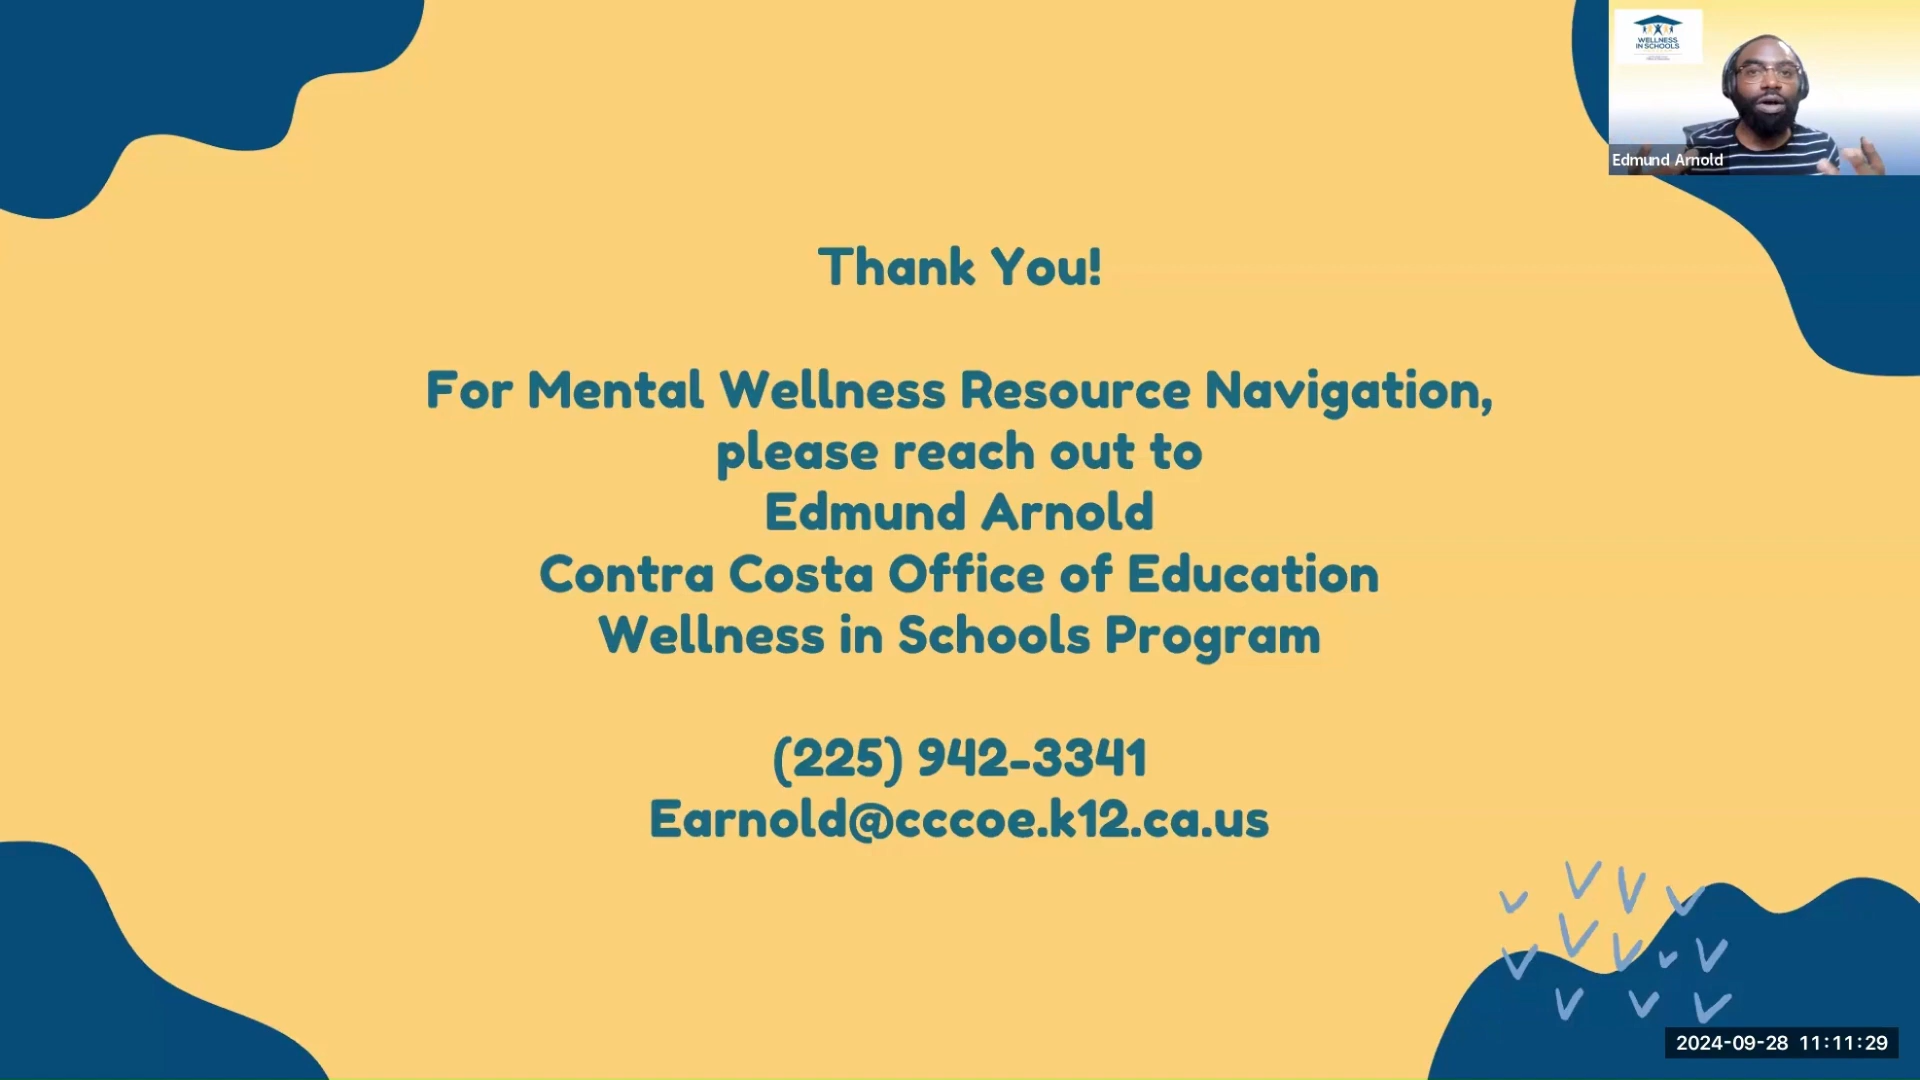 WELLNESS
IN SCHOOLS
Edmund Arnold
Thank You!
For Mental Wellness Resource Navigation,
please reach out to
Edmund Arnold
Contra Costa Office of Education
Wellness in Schools Program
(225) 942-3341
Earnold@cccoe.k12.ca.us
2024-09-28 11:11:29